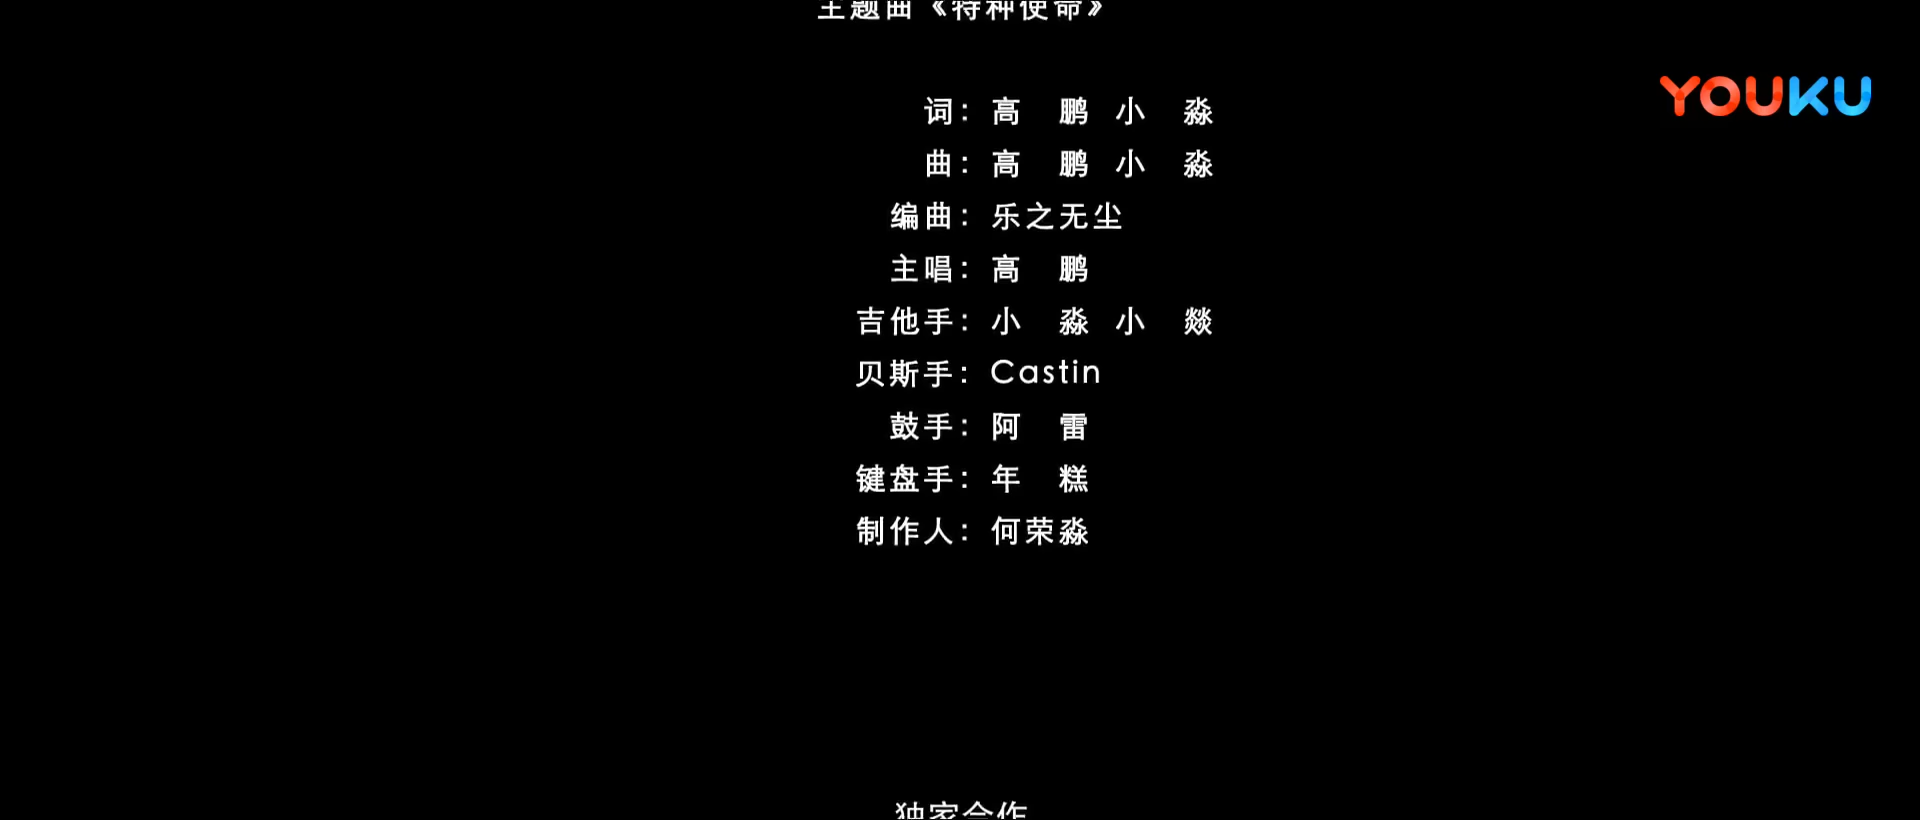 主题曲《特种使命》
YOUKU
词：高 鹏 小 淼
曲：高 鹏 小 淼
编曲：乐之无尘
主唱：高 鹏
吉他手：小 淼 小 燚
贝斯手：Castin
鼓手：阿 雷
键盘手：年 糕
制作人：何荣淼
独家合作